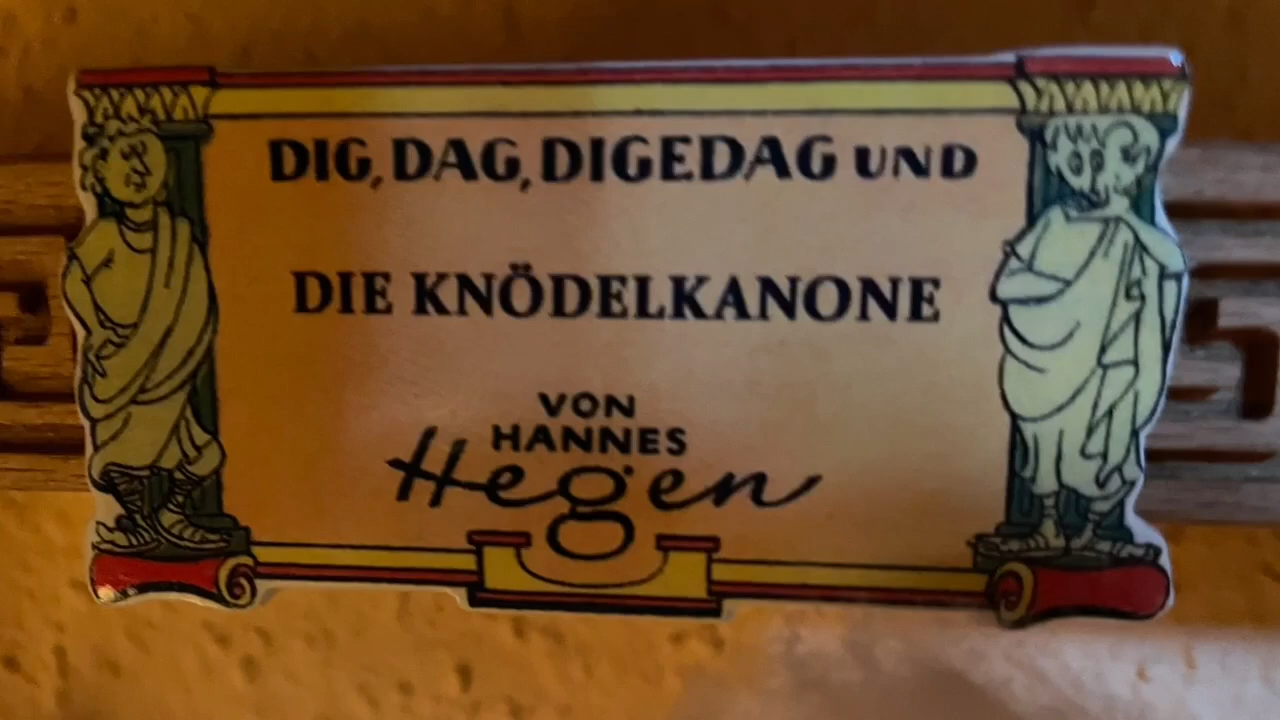 DIG, DAG, DIGEDAG UND
DIE KNÖDELKANONE
VON
HANNES
Hegen